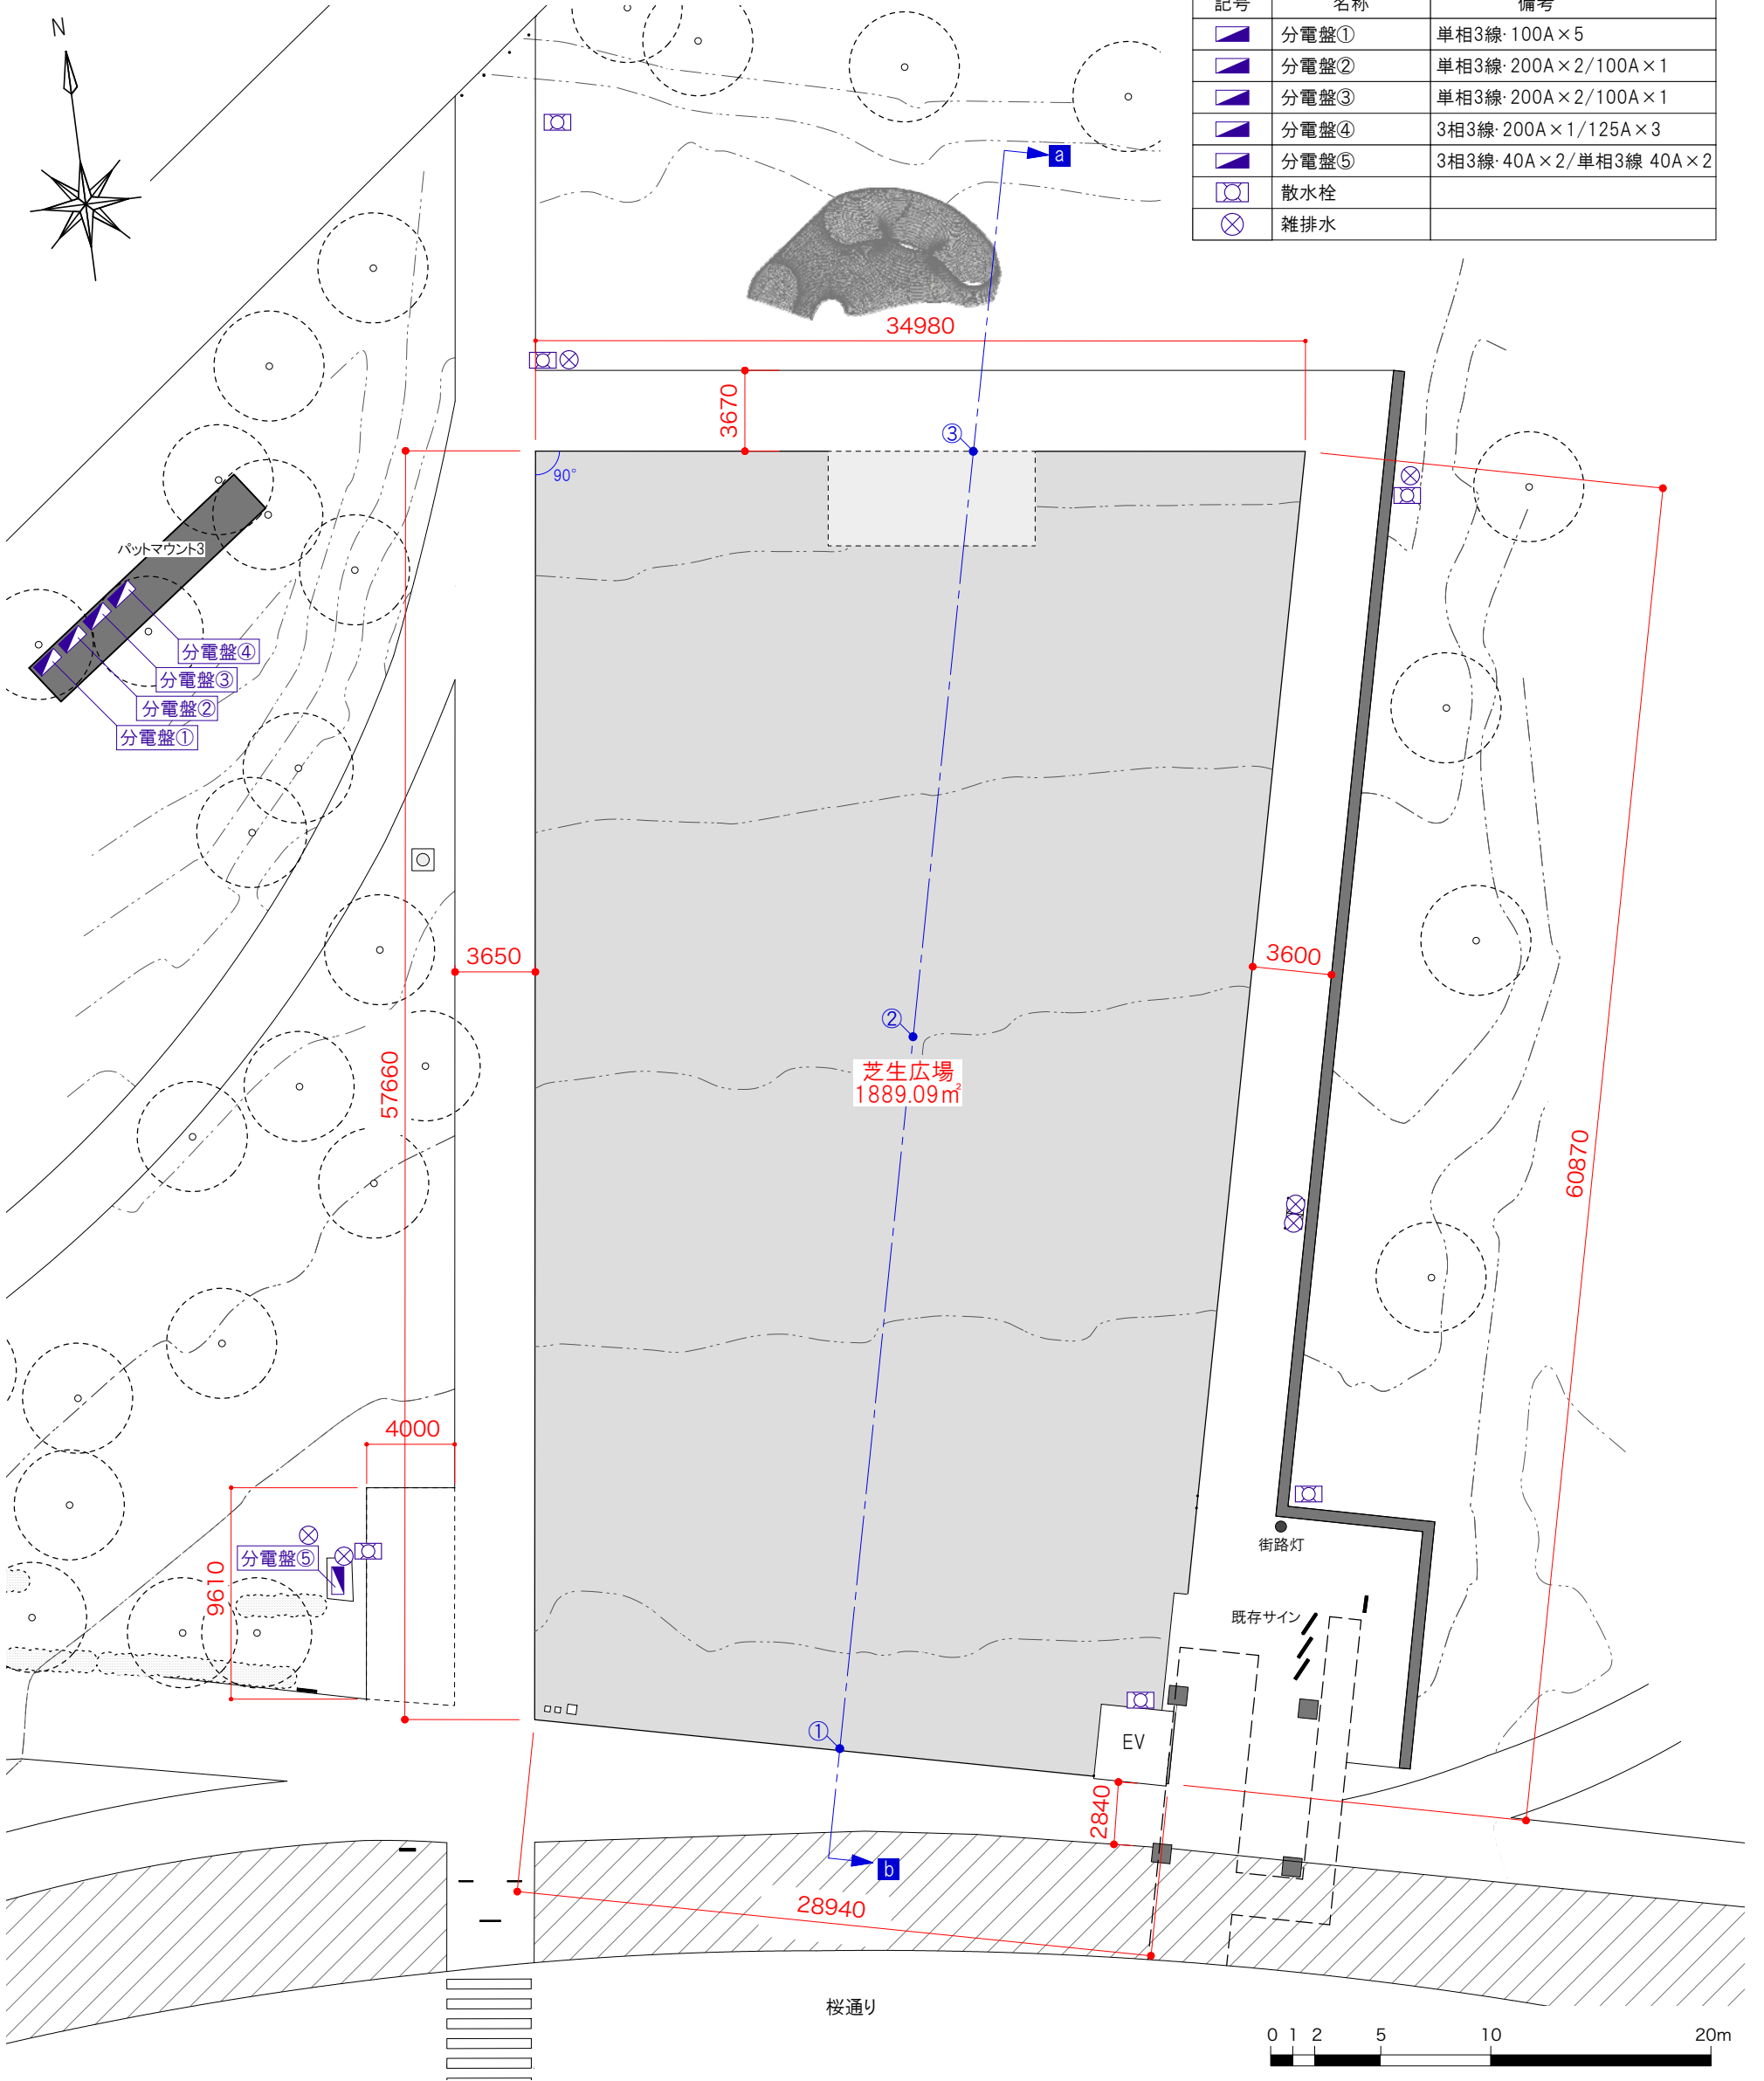 N
記号 名称 備考
分電盤① 単相3線・100A×5
分電盤② 単相3線・200A×2/100A×1
分電盤③ 単相3線・200A×2/100A×1
分電盤④ 3相3線・200A×1/125A×3
分電盤⑤ 3相3線・40A×2/単相3線 40A×2
散水栓
雑排水
a
34980
3670
③
90°
パットマウント3
分電盤④
分電盤③
分電盤②
分電盤①
3650
3600
②
芝生広場
1889.09㎡
57660
60870
4000
9610
分電盤⑤
街路灯
既存サイン
①
EV
2840
b
28940
桜通り
0 1 2 5 10 20m